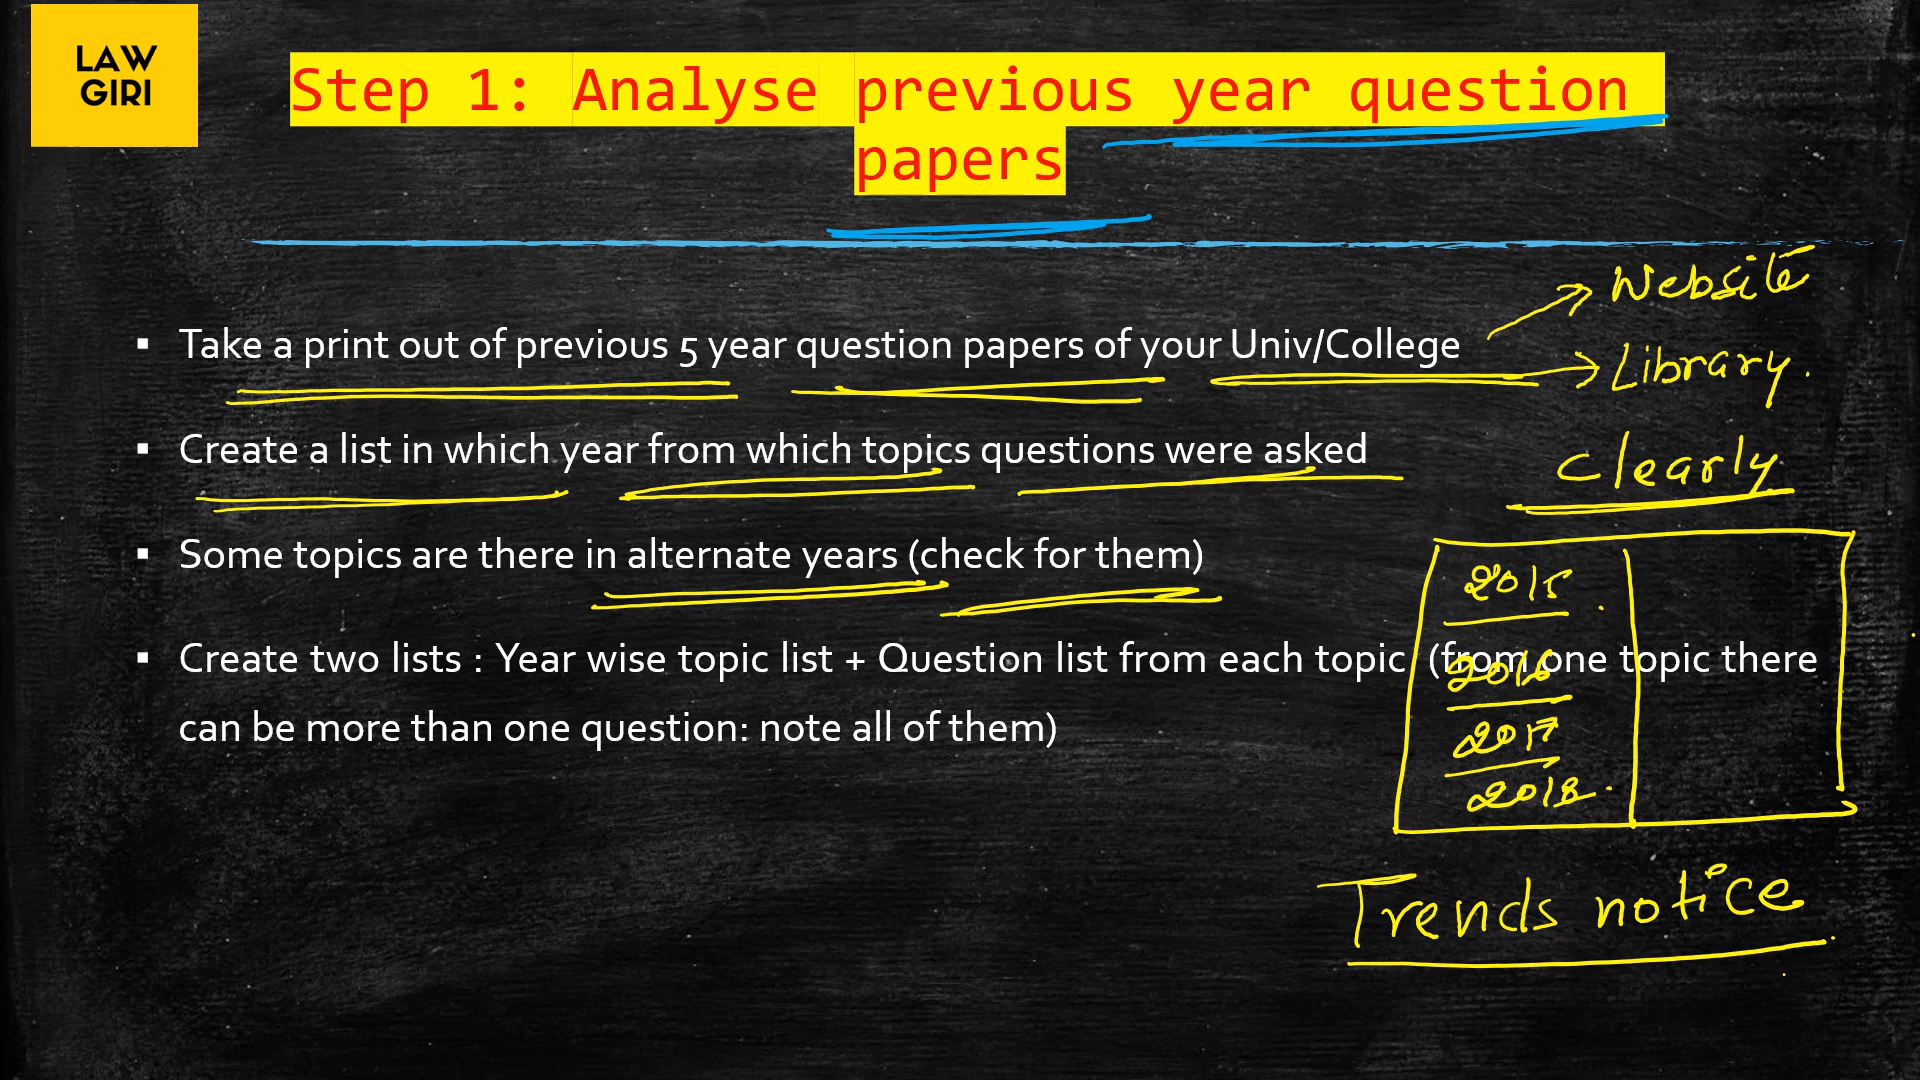 LAW
GIRI
Step 1: Analyse previous year question
papers
Website
▪ Take a print out of previous 5 year question papers of your Univ/College
Library.
▪ Create a list in which year from which topics questions were asked
Clearly
▪ Some topics are there in alternate years (check for them)
2015
▪ Create two lists : Year wise topic list + Question list from each topic (from one topic there
2016
can be more than one question: note all of them)
2017
2018
Trends notice